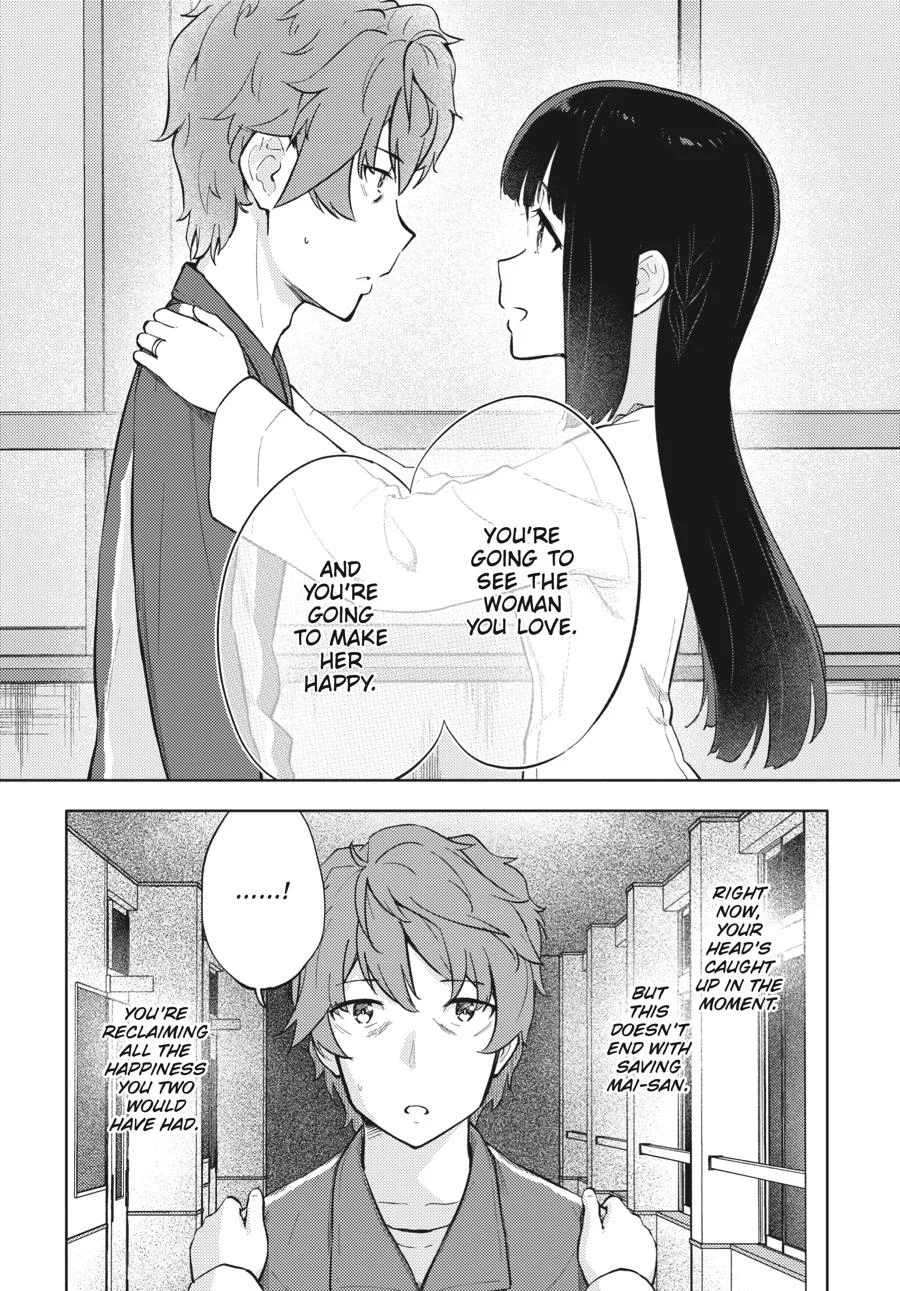 YOU'RE
GOING TO
SEE THE
WOMAN
YOU LOVE.
AND
YOU'RE
GOING
TO MAKE
HER
HAPPY.
RIGHT
NOW,
YOUR
HEAD'S
CAUGHT
UP IN THE
MOMENT.
BUT
THIS
DOESN'T
END WITH
SAVING
MAI-SAN.
......!
YOU'RE
RECLAIMING
ALL THE
HAPPINESS
YOU TWO
WOULD
HAVE HAD.